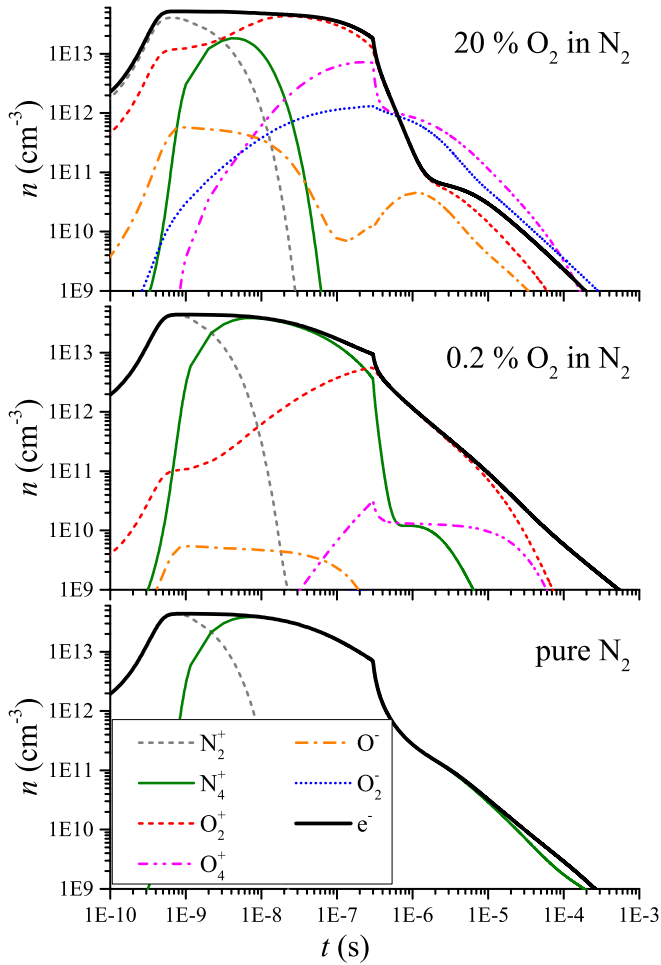 20 % O₂ in N₂
n (cm⁻³)
1E13
1E12
1E11
1E10
1E9
0.2 % O₂ in N₂
n (cm⁻³)
1E13
1E12
1E11
1E10
1E9
pure N₂
n (cm⁻³)
1E13
1E12
1E11
1E10
1E9
N₂⁺ O⁻
N₄⁺ O₂⁻
O₂⁺ e⁻
O₄⁺
1E-10 1E-9 1E-8 1E-7 1E-6 1E-5 1E-4 1E-3
t (s)